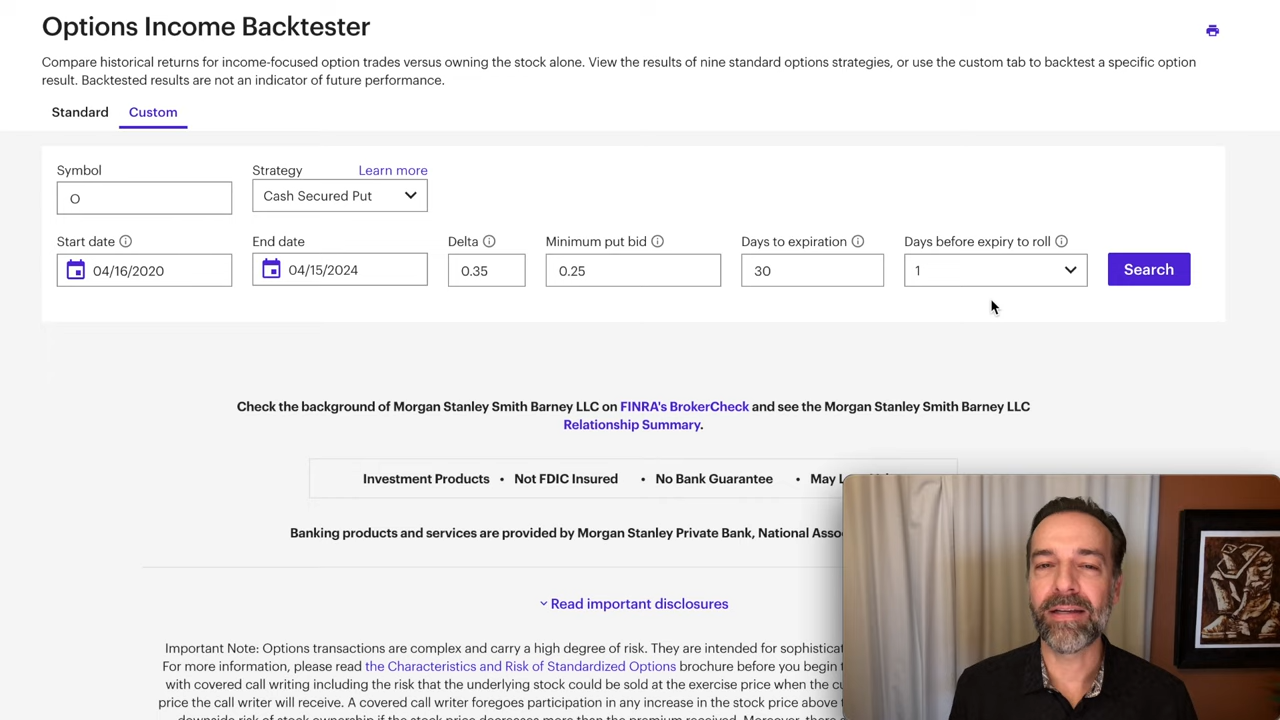 Options Income Backtester
Compare historical returns for income-focused option trades versus owning the stock alone. View the results of nine standard options strategies, or use the custom tab to backtest a specific option
result. Backtested results are not an indicator of future performance.
Standard Custom
Symbol Strategy Learn more
O Cash Secured Put
Start date End date Delta Minimum put bid Days to expiration Days before expiry to roll
04/16/2020 04/15/2024 0.35 0.25 30 1 Search
Check the background of Morgan Stanley Smith Barney LLC on FINRA's BrokerCheck and see the Morgan Stanley Smith Barney LLC
Relationship Summary.
Investment Products • Not FDIC Insured • No Bank Guarantee • May
Banking products and services are provided by Morgan Stanley Private Bank, National
Read important disclosures
Important Note: Options transactions are complex and carry a high degree of risk. They are intended for
For more information, please read the Characteristics and Risk of Standardized Options brochure before you begin
with covered call writing including the risk that the underlying stock could be sold at the exercise price when the
price the call writer will receive. A covered call writer foregoes participation in any increase in the stock price above